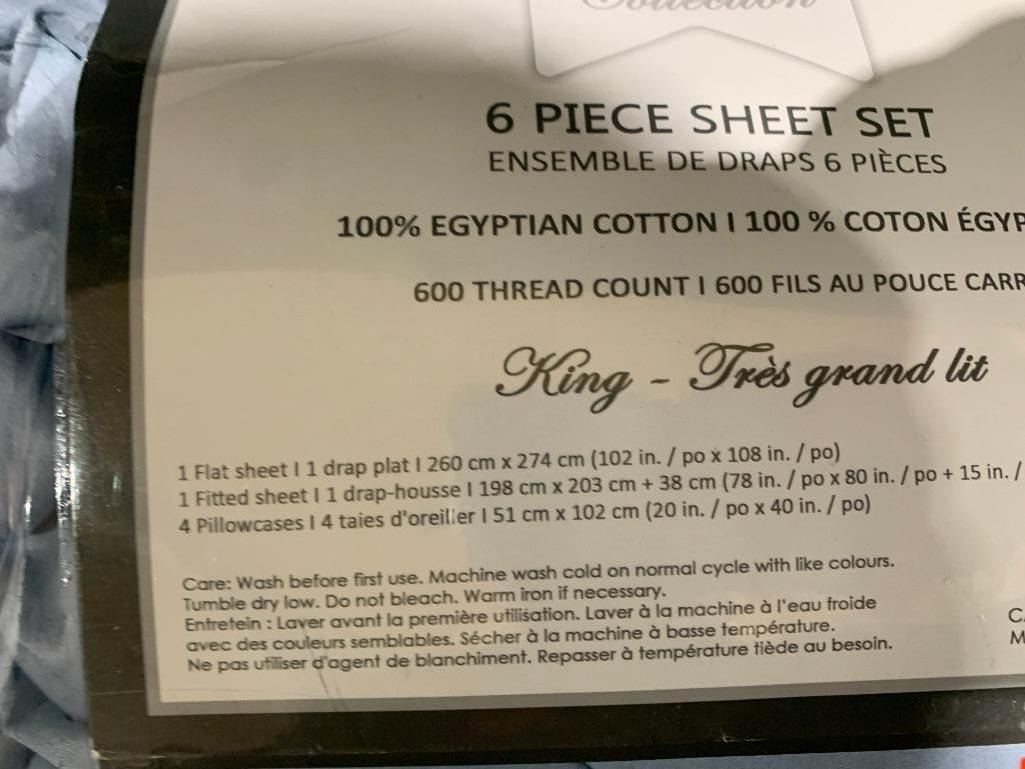 Collection
6 PIECE SHEET SET
ENSEMBLE DE DRAPS 6 PIÈCES
100% EGYPTIAN COTTON I 100 % COTON ÉGYP
600 THREAD COUNT I 600 FILS AU POUCE CARR
King - Très grand lit
1 Flat sheet I 1 drap plat I 260 cm x 274 cm (102 in. / po x 108 in. / po)
1 Fitted sheet I 1 drap-housse I 198 cm x 203 cm + 38 cm (78 in. / po x 80 in. / po + 15 in. /
4 Pillowcases I 4 taies d'oreiller I 51 cm x 102 cm (20 in. / po x 40 in. / po)
Care: Wash before first use. Machine wash cold on normal cycle with like colours.
Tumble dry low. Do not bleach. Warm iron if necessary.
Entretein : Laver avant la première utilisation. Laver à la machine à l'eau froide
avec des couleurs semblables. Sécher à la machine à basse température.
Ne pas utiliser d'agent de blanchiment. Repasser à température tiède au besoin.